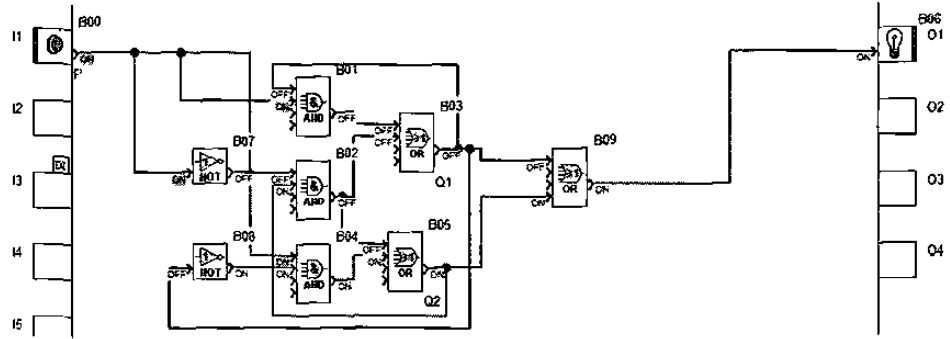 I1
B00
ON
P
I2
I3
I4
I5
B01
OFF
ON
AND
OFF
B03
OFF
OFF
OR
OFF
Q1
B07
ON
NOT
OFF
B02
OFF
ON
AND
OFF
B08
OFF
NOT
ON
B04
ON
ON
AND
ON
B05
OFF
ON
OR
ON
Q2
B09
OFF
ON
OR
ON
B06
O1
ON
O2
O3
O4